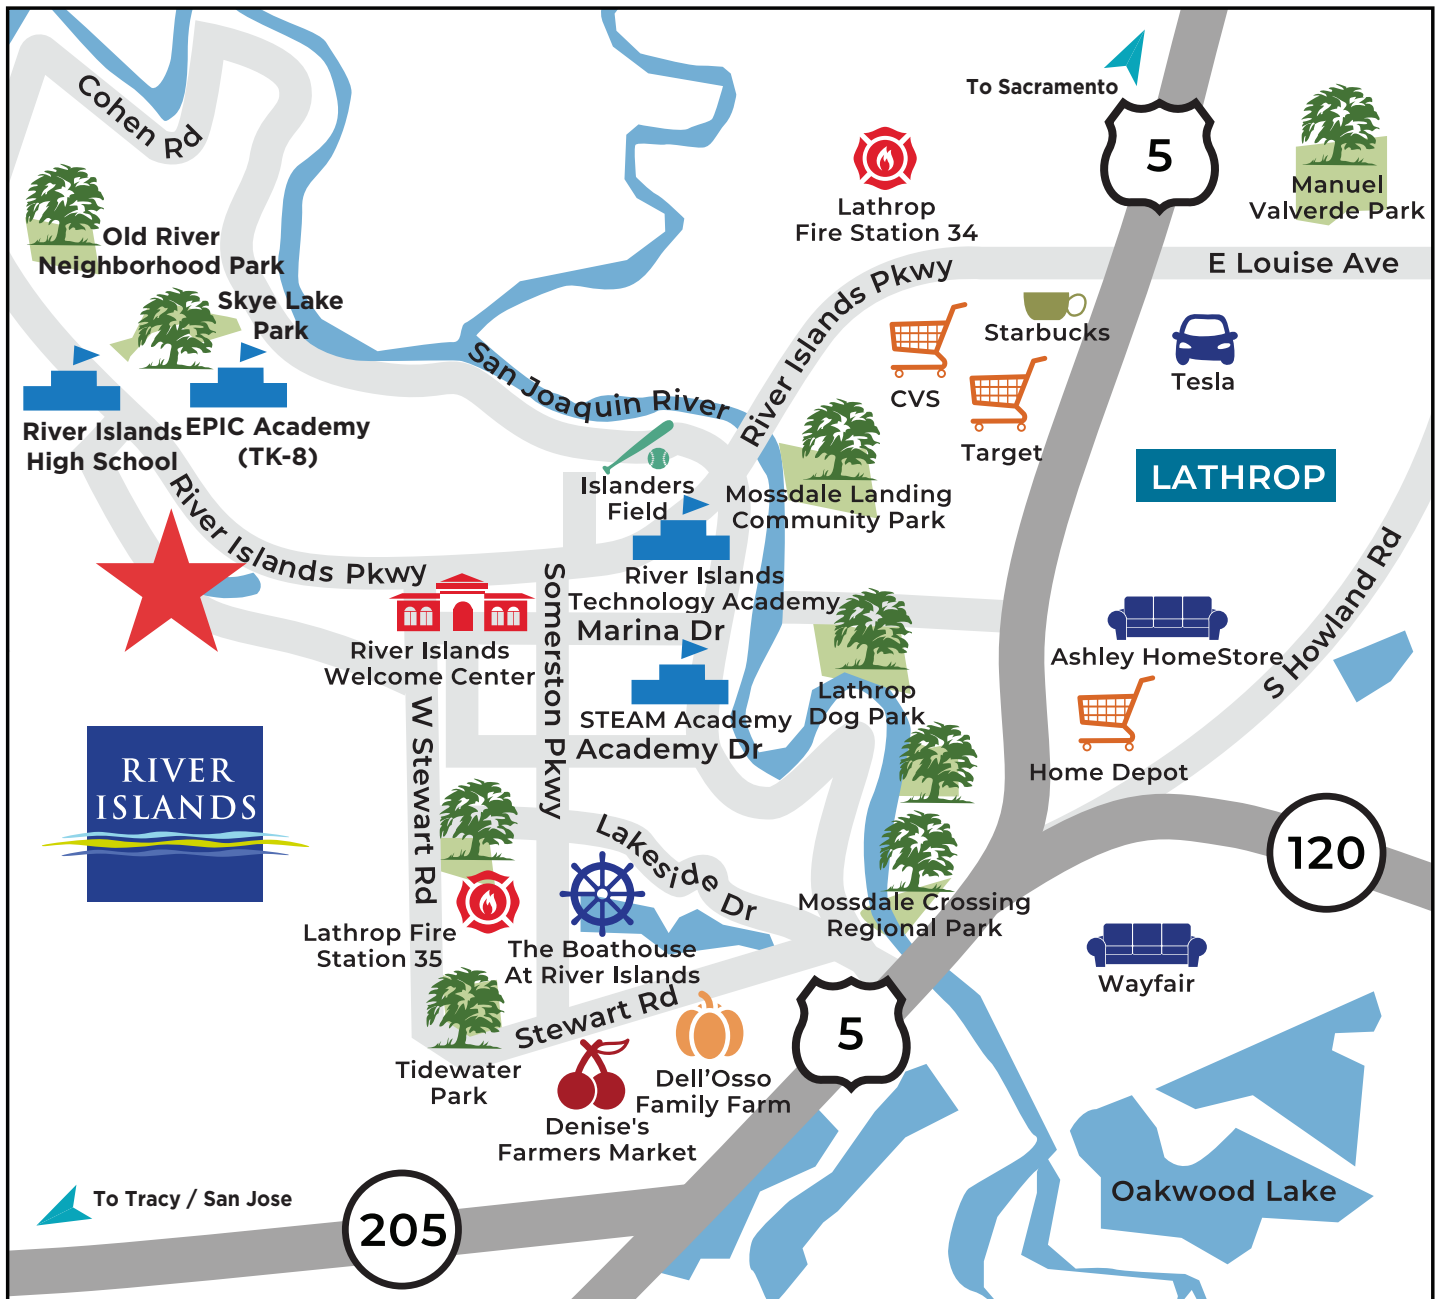 To Sacramento
5
Manuel
Valverde Park
Cohen Rd
Lathrop
Fire Station 34
Old River
Neighborhood Park
River Islands Pkwy
E Louise Ave
Skye Lake
Park
Starbucks
Tesla
San Joaquin River
CVS
Target
River Islands
High School
EPIC Academy
(TK-8)
LATHROP
Islanders
Field
Mossdale Landing
Community Park
River Islands Pkwy
River Islands
Technology Academy
Marina Dr
S Howland Rd
River Islands
Welcome Center
Somerston Pkwy
Ashley HomeStore
Lathrop
Dog Park
STEAM Academy
Academy Dr
W Stewart Rd
Home Depot
RIVER
ISLANDS
Lakeside Dr
120
Mossdale Crossing
Regional Park
Lathrop Fire
Station 35
The Boathouse
At River Islands
Wayfair
Stewart Rd
5
Tidewater
Park
Dell'Osso
Family Farm
Denise's
Farmers Market
Oakwood Lake
To Tracy / San Jose
205